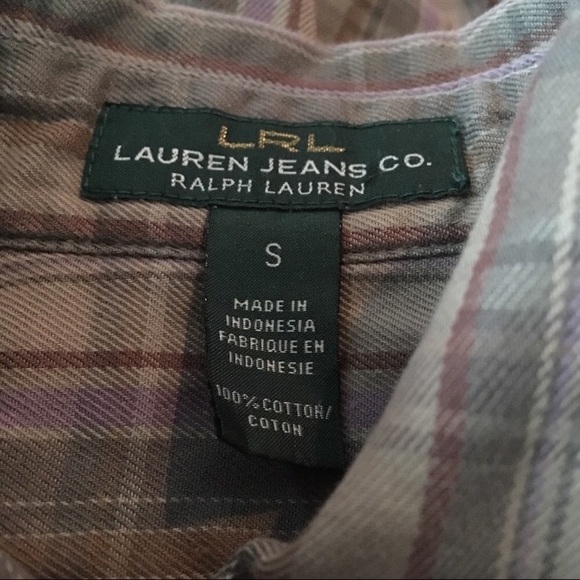 LRL
LAUREN JEANS CO.
RALPH LAUREN
S
MADE IN
INDONESIA
FABRIQUE EN
INDONESIE
100% COTTON/
COTON